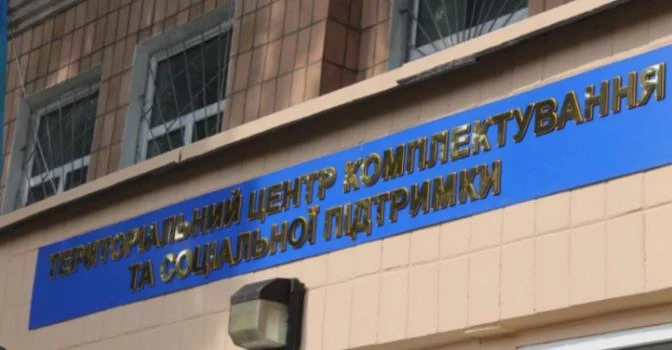 ТЕРИТОРІАЛЬНИЙ ЦЕНТР КОМПЛЕКТУВАННЯ
ТА СОЦІАЛЬНОЇ ПІДТРИМКИ